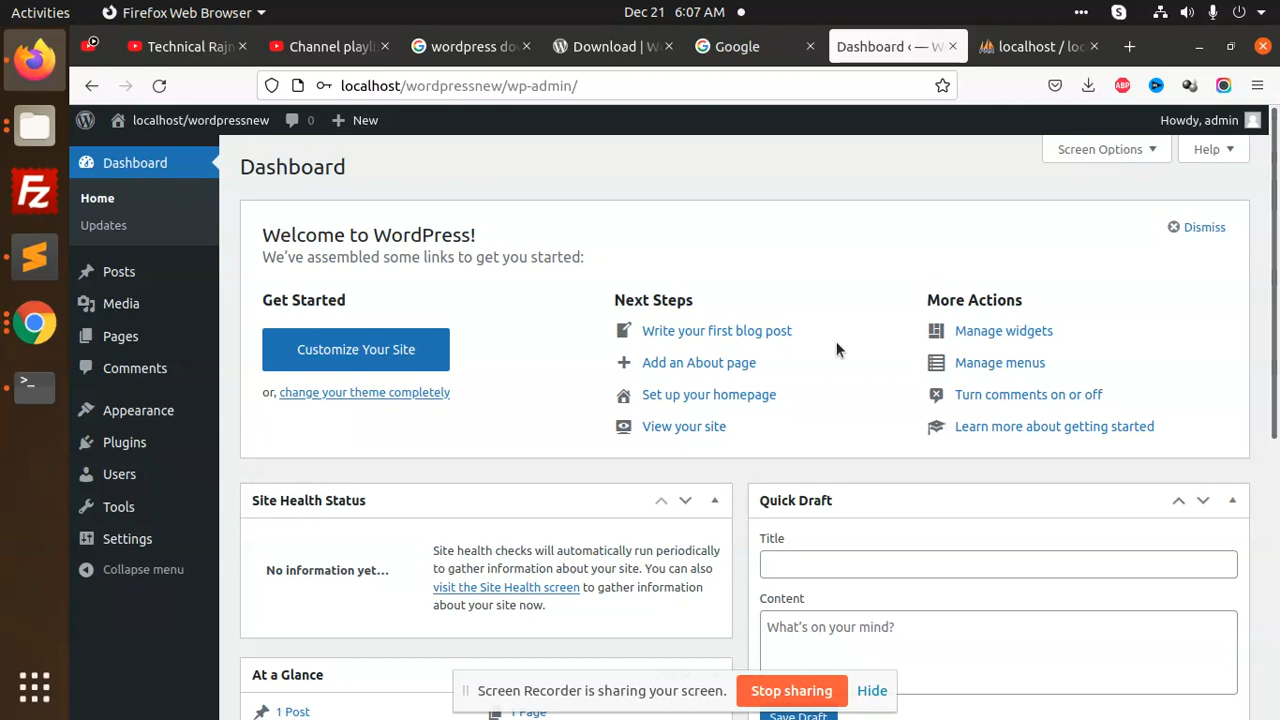 Activities
Firefox Web Browser
Dec 21 6:07 AM
Technical Rajn
Channel playli
wordpress do
Download | W
Google
Dashboard ‹ — W
localhost / loc
localhost/wordpressnew/wp-admin/
ABP
localhost/wordpressnew
0
New
Howdy, admin
Dashboard
Home
Updates
Posts
Media
Pages
Comments
Appearance
Plugins
Users
Tools
Settings
Collapse menu
Dashboard
Screen Options
Help
Welcome to WordPress!
We've assembled some links to get you started:
Dismiss
Get Started
Customize Your Site
or, change your theme completely
Next Steps
Write your first blog post
Add an About page
Set up your homepage
View your site
More Actions
Manage widgets
Manage menus
Turn comments on or off
Learn more about getting started
Site Health Status
No information yet…
Site health checks will automatically run periodically
to gather information about your site. You can also
visit the Site Health screen to gather information
about your site now.
Quick Draft
Title
Content
What's on your mind?
Save Draft
At a Glance
1 Post
1 Page
Screen Recorder is sharing your screen.
Stop sharing
Hide